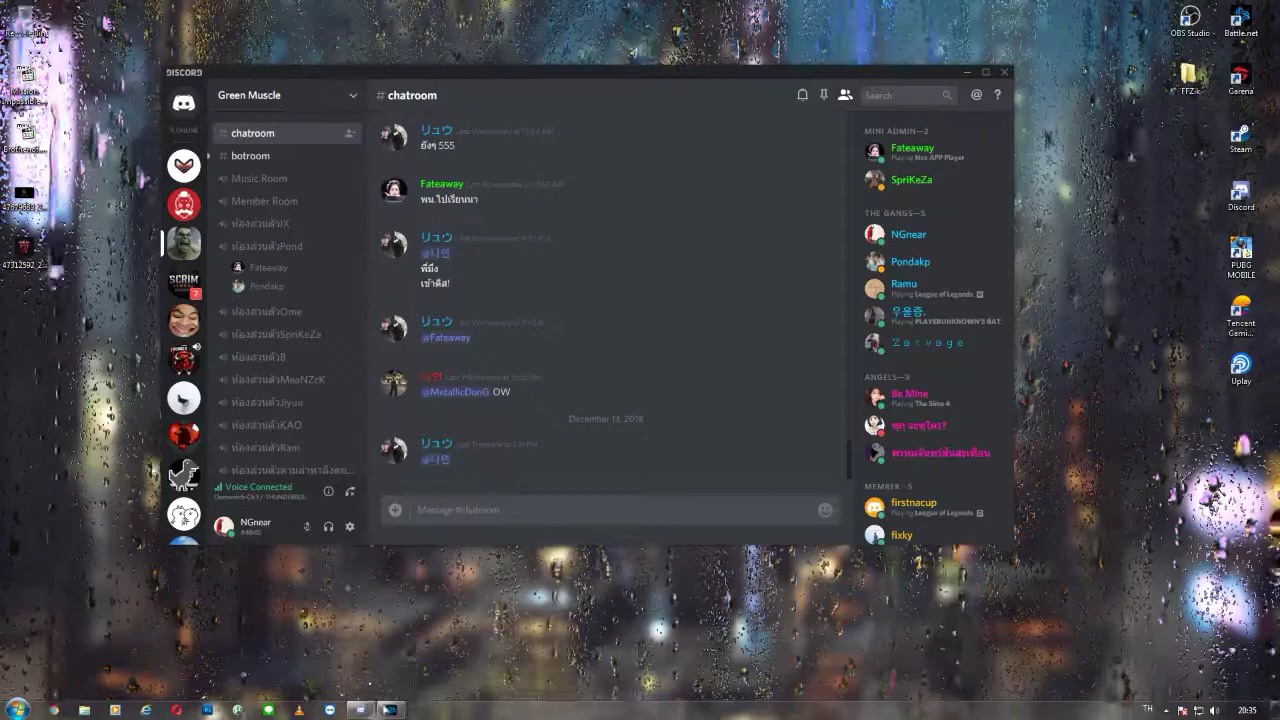 OBS Studio
Battle.net
FFZik
Garena
Steam
Discord
PUBG
MOBILE
Tencent
Gami...
Uplay
DISCORD
Green Muscle
# chatroom
Search
chatroom
botroom
Music Room
Member Room
ห้องส่วนตัวIX
ห้องส่วนตัวPond
Fateaway
Pondakp
ห้องส่วนตัวOme
ห้องส่วนตัวSpriKeZa
ห้องส่วนตัวB
ห้องส่วนตัวMeaNZcK
ห้องส่วนตัวJiyuu
ห้องส่วนตัวKAO
ห้องส่วนตัวRam
Voice Connected
NGnear
#4840
SCRIM
7
リュウ
ยังๆ 555
Fateaway
พน.ไปเรียนนา
リュウ
@나연
พี่มึง
เข้าดิส!
リュウ
@Fateaway
@MetallicDonG OW
December 13, 2018
リュウ
@나연
Message #chatroom
MINI ADMIN—2
Fateaway
Playing Nox APP Player
SpriKeZa
THE GANGS—5
NGnear
Pondakp
Ramu
Playing League of Legends
Playing PLAYERUNKNOWN'S BAT...
Zarvage
ANGELS—3
Be Mine
Playing The Sims 4
MEMBER—5
firstnacup
Playing League of Legends
fixky
TH
20:35